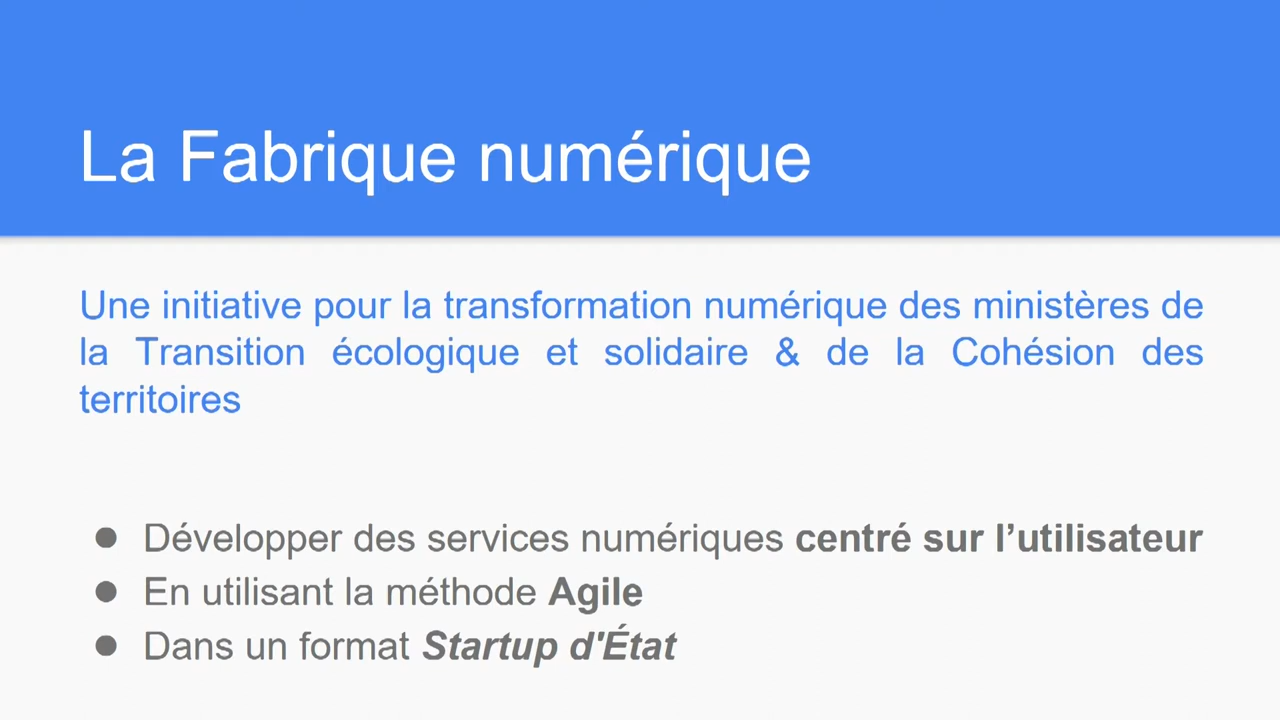 La Fabrique numérique
Une initiative pour la transformation numérique des ministères de
la Transition écologique et solidaire & de la Cohésion des
territoires
● Développer des services numériques centré sur l’utilisateur
● En utilisant la méthode Agile
● Dans un format Startup d'État